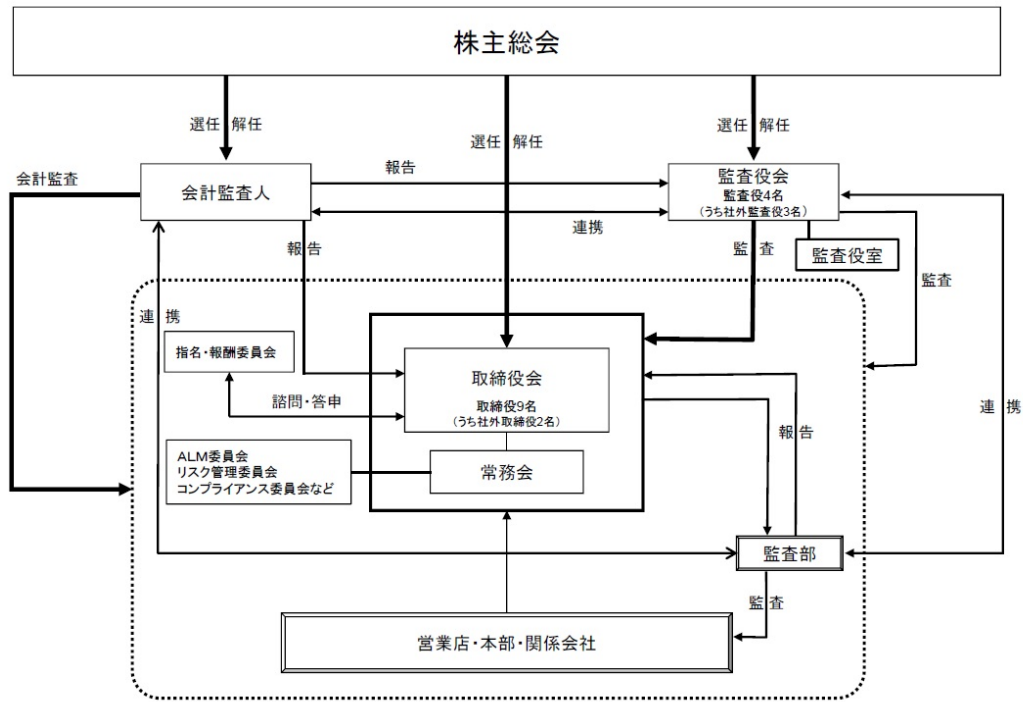 株主総会
選任 解任
選任 解任
選任 解任
会計監査
会計監査人
報告
監査役会
監査役4名
(うち社外監査役3名)
連携
報告
監査
監査役室
監査
連携
指名・報酬委員会
取締役会
取締役9名
(うち社外取締役2名)
諮問・答申
連携
報告
ALM委員会
リスク管理委員会
コンプライアンス委員会など
常務会
監査部
監査
営業店・本部・関係会社